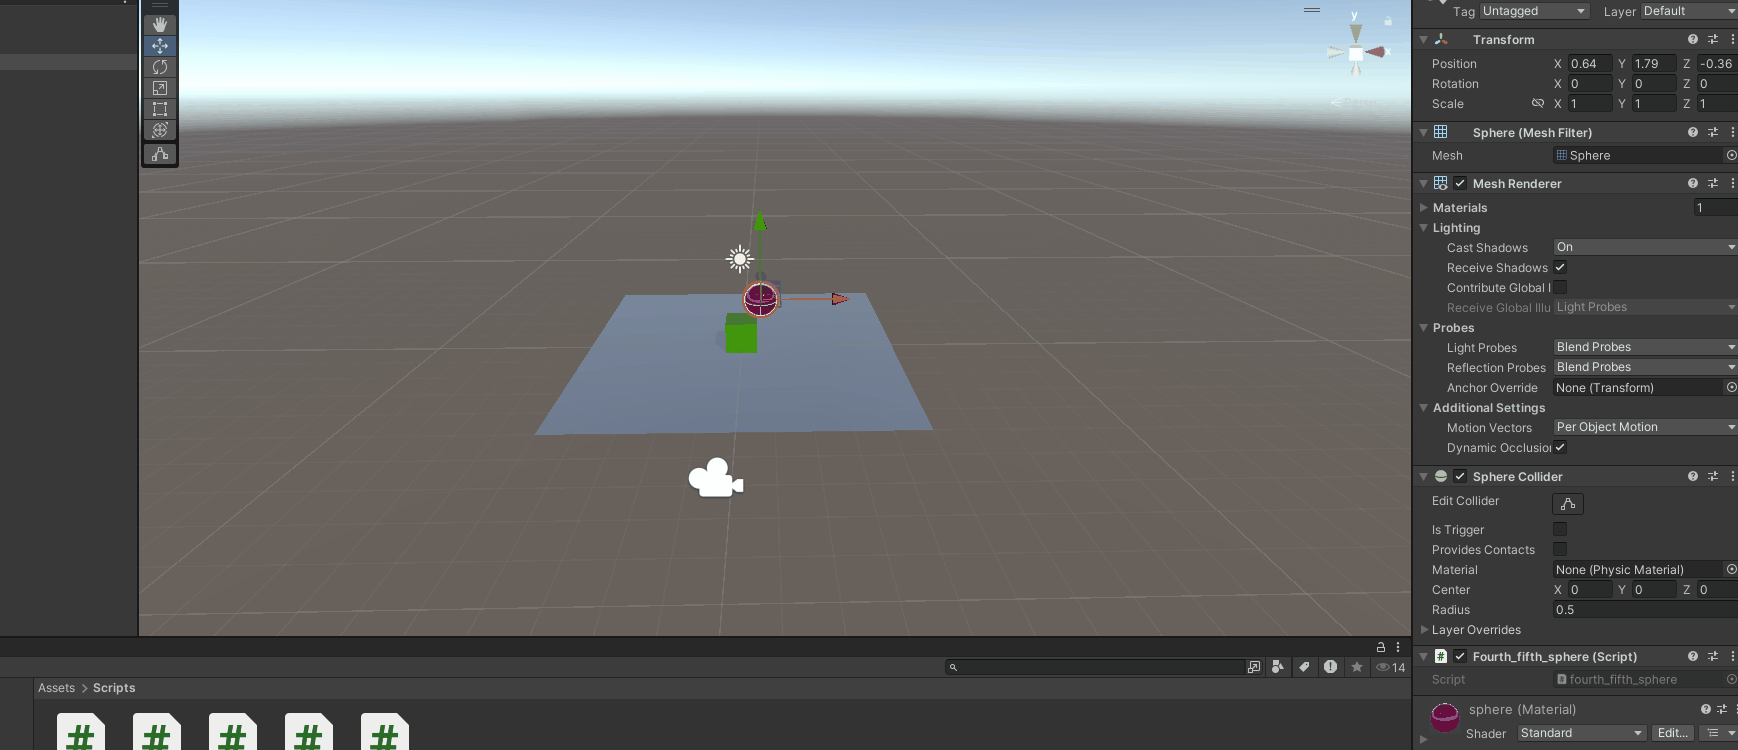 Tag Untagged Layer Default
Transform
Position X 0.64 Y 1.79 Z -0.36
Rotation X 0 Y 0 Z 0
Scale X 1 Y 1 Z 1
Sphere (Mesh Filter)
Mesh Sphere
Mesh Renderer
Materials 1
Lighting
Cast Shadows On
Receive Shadows
Contribute Global I
Receive Global Illu Light Probes
Probes
Light Probes Blend Probes
Reflection Probes Blend Probes
Anchor Override None (Transform)
Additional Settings
Motion Vectors Per Object Motion
Dynamic Occlusion
Sphere Collider
Edit Collider
Is Trigger
Provides Contacts
Material None (Physic Material)
Center X 0 Y 0 Z 0
Radius 0.5
Layer Overrides
Fourth_fifth_sphere (Script)
Script fourth_fifth_sphere
sphere (Material)
Shader Standard Edit...
y
x
14
Assets > Scripts
# # # # #